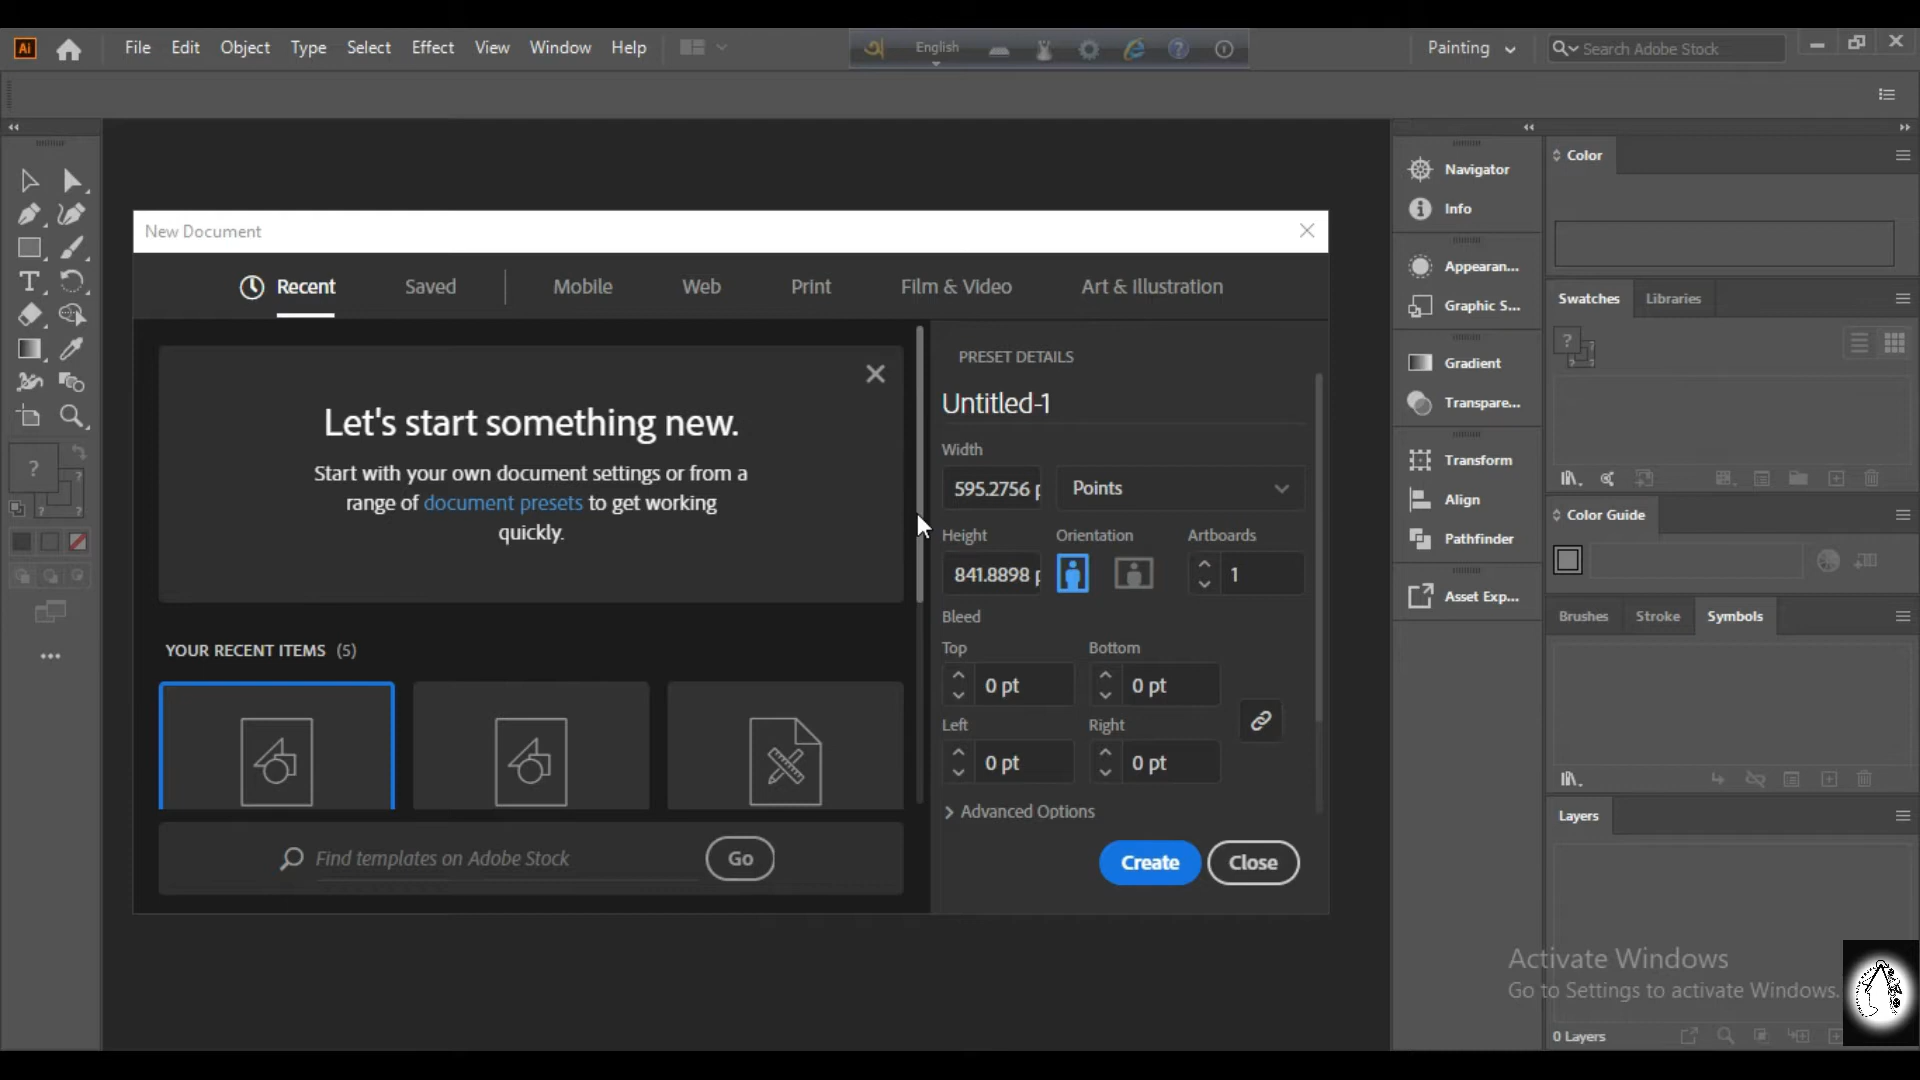 Ai File Edit Object Type Select Effect View Window Help
English
Painting
Search Adobe Stock
New Document
Recent Saved Mobile Web Print Film & Video Art & Illustration
Let's start something new.
Start with your own document settings or from a
range of document presets to get working
quickly.
YOUR RECENT ITEMS (5)
Find templates on Adobe Stock
Go
PRESET DETAILS
Untitled-1
Width
595.2756 p
Points
Height Orientation Artboards
841.8898 p
1
Bleed
Top Bottom
0 pt 0 pt
Left Right
0 pt 0 pt
Advanced Options
Create Close
Navigator
Info
Appearan...
Graphic S...
Gradient
Transpare...
Transform
Align
Pathfinder
Asset Exp...
Color
Swatches Libraries
Color Guide
Brushes Stroke Symbols
Layers
Activate Windows
Go to Settings to activate Windows.
0 Layers